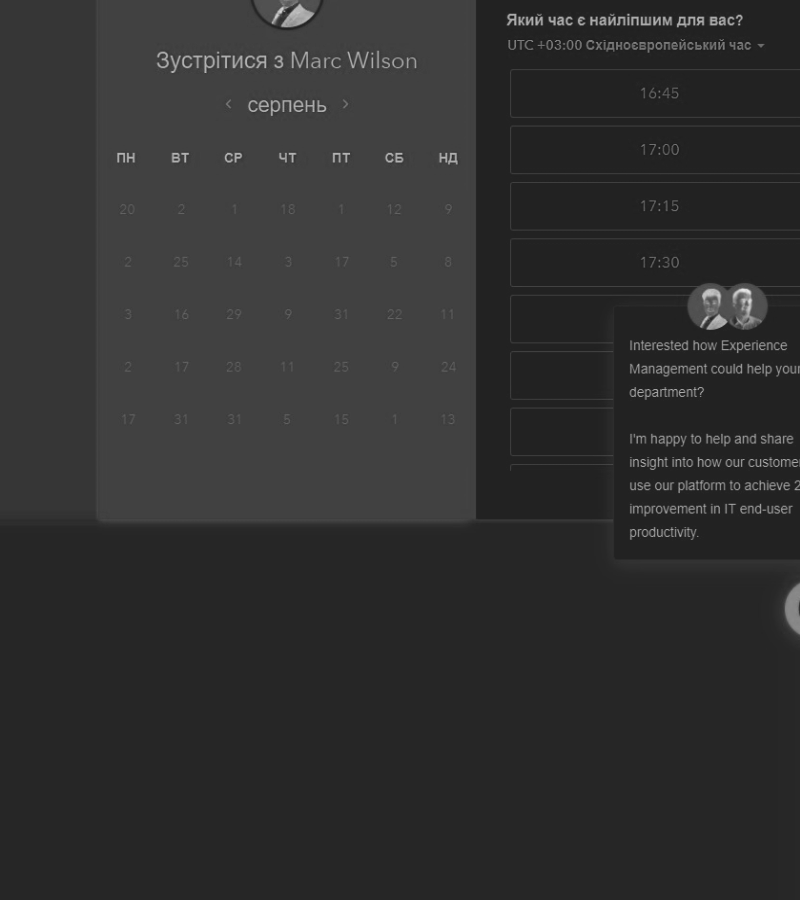 Зустрітися з Marc Wilson
серпень
ПН ВТ СР ЧТ ПТ СБ НД
20 2 1 18 1 12 9
2 25 14 3 17 5 8
3 16 29 9 31 22 11
2 17 28 11 25 9 24
17 31 31 5 15 1 13
Який час є найліпшим для вас?
UTC +03:00 Східноєвропейський час
16:45
17:00
17:15
17:30
Interested how Experience
Management could help your
department?
I'm happy to help and share
insight into how our custome
use our platform to achieve 2
improvement in IT end-user
productivity.